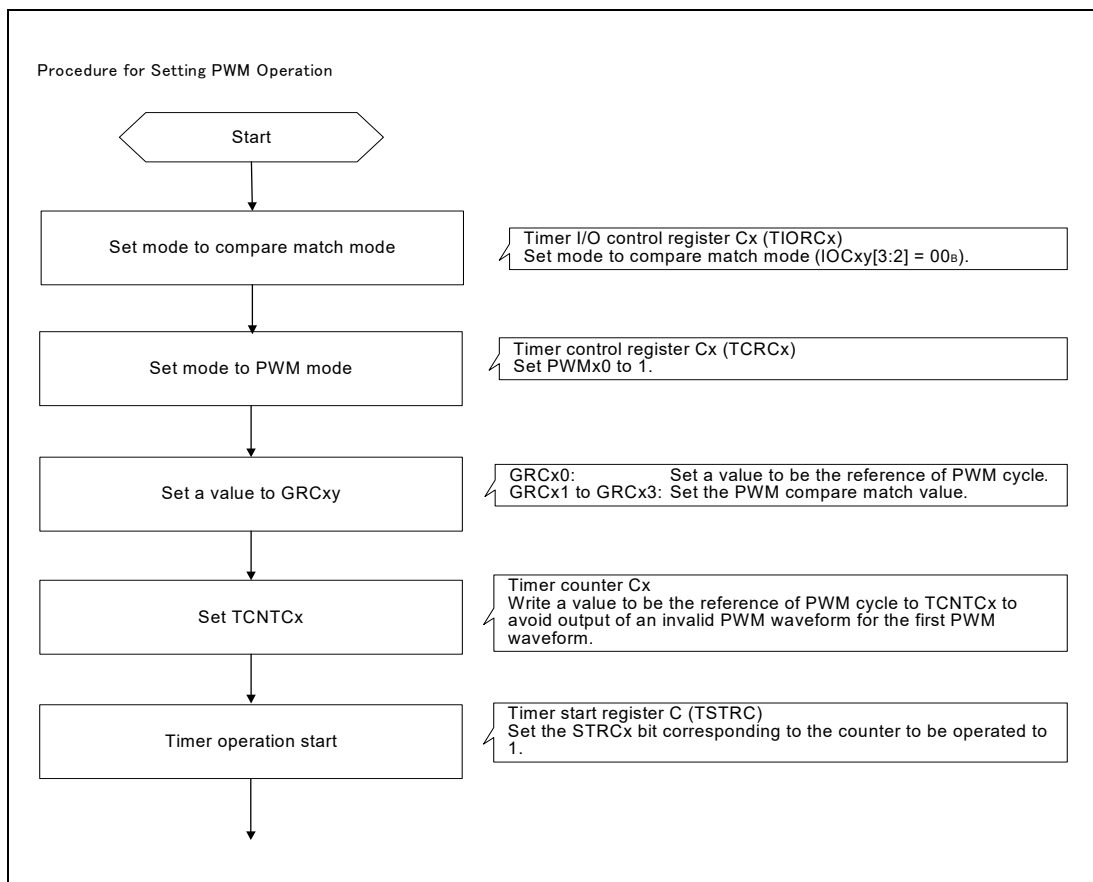 Procedure for Setting PWM Operation
Start
Set mode to compare match mode
Timer I/O control register Cx (TIORCx)
Set mode to compare match mode (IOCxy[3:2] = 00B).
Set mode to PWM mode
Timer control register Cx (TCRCx)
Set PWMx0 to 1.
Set a value to GRCxy
GRCx0: Set a value to be the reference of PWM cycle.
GRCx1 to GRCx3: Set the PWM compare match value.
Set TCNTCx
Timer counter Cx
Write a value to be the reference of PWM cycle to TCNTCx to
avoid output of an invalid PWM waveform for the first PWM
waveform.
Timer operation start
Timer start register C (TSTRC)
Set the STRCx bit corresponding to the counter to be operated to
1.